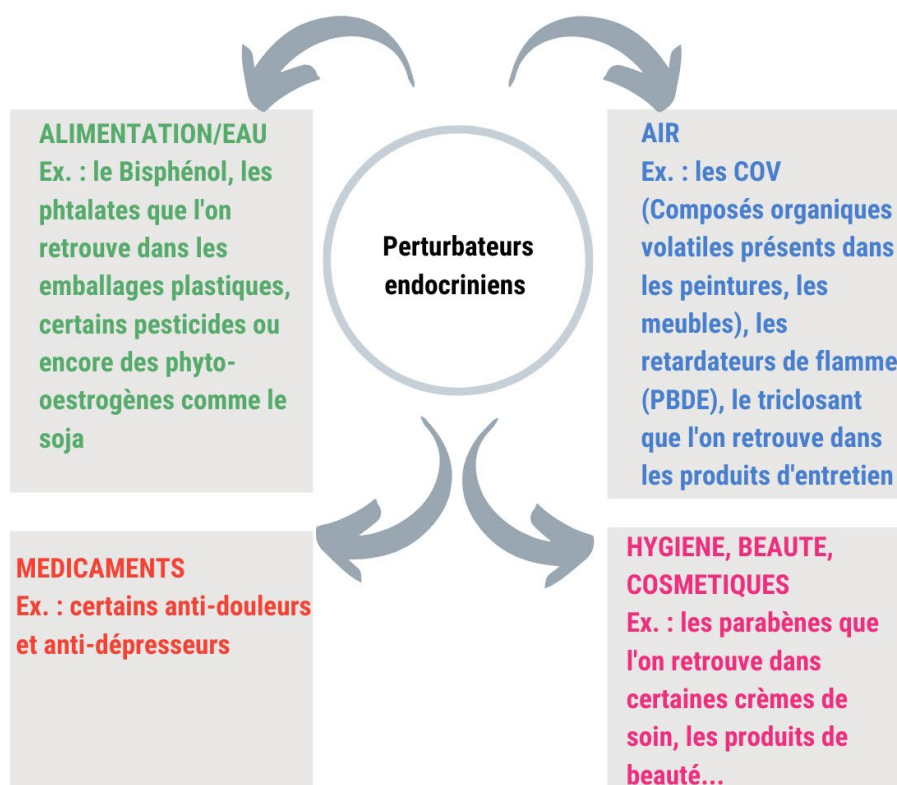 ALIMENTATION/EAU
Ex. : le Bisphénol, les
phtalates que l'on
retrouve dans les
emballages plastiques,
certains pesticides ou
encore des phyto-
oestrogènes comme le
soja
Perturbateurs
endocriniens
AIR
Ex. : les COV
(Composés organiques
volatiles présents dans
les peintures, les
meubles), les
retardateurs de flamme
(PBDE), le triclosant
que l'on retrouve dans
les produits d'entretien
MEDICAMENTS
Ex. : certains anti-douleurs
et anti-dépresseurs
HYGIENE, BEAUTE,
COSMETIQUES
Ex. : les parabènes que
l'on retrouve dans
certaines crèmes de
soin, les produits de
beauté...